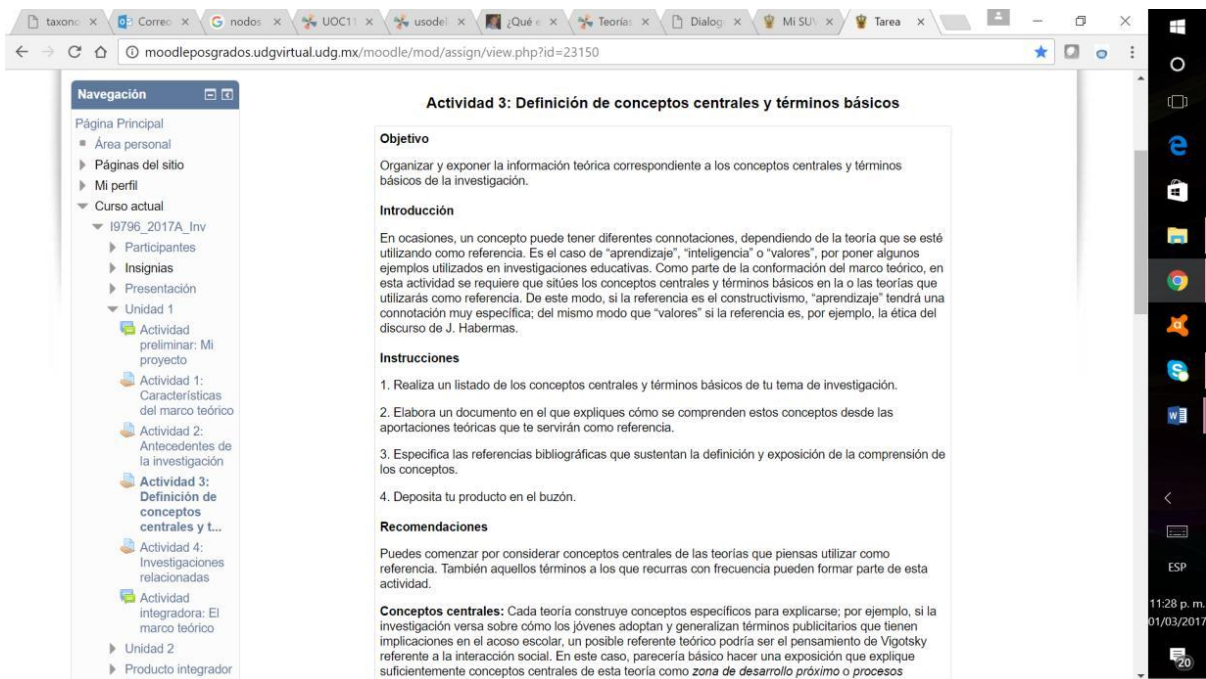 taxono
Correo
nodos
UOC1
usodel
¿Qué e
Teorías
Dialog
Mi SUV
Tarea
moodleposgrados.udgvirtual.udg.mx/moodle/mod/assign/view.php?id=23150
Navegación
Página Principal
Área personal
Páginas del sitio
Mi perfil
Curso actual
I9796_2017A_Inv
Participantes
Insignias
Presentación
Unidad 1
Actividad
preliminar: Mi
proyecto
Actividad 1:
Características
del marco teórico
Actividad 2:
Antecedentes de
la investigación
Actividad 3:
Definición de
conceptos
centrales y t...
Actividad 4:
Investigaciones
relacionadas
Actividad
integradora: El
marco teórico
Unidad 2
Producto integrador
Actividad 3: Definición de conceptos centrales y términos básicos
Objetivo
Organizar y exponer la información teórica correspondiente a los conceptos centrales y términos
básicos de la investigación.
Introducción
En ocasiones, un concepto puede tener diferentes connotaciones, dependiendo de la teoría que se esté
utilizando como referencia. Es el caso de “aprendizaje”, “inteligencia” o “valores”, por poner algunos
ejemplos utilizados en investigaciones educativas. Como parte de la conformación del marco teórico, en
esta actividad se requiere que sitúes los conceptos centrales y términos básicos en la o las teorías que
utilizarás como referencia. De este modo, si la referencia es el constructivismo, “aprendizaje” tendrá una
connotación muy específica; del mismo modo que “valores” si la referencia es, por ejemplo, la ética del
discurso de J. Habermas.
Instrucciones
1. Realiza un listado de los conceptos centrales y términos básicos de tu tema de investigación.
2. Elabora un documento en el que expliques cómo se comprenden estos conceptos desde las
aportaciones teóricas que te servirán como referencia.
3. Especifica las referencias bibliográficas que sustentan la definición y exposición de la comprensión de
los conceptos.
4. Deposita tu producto en el buzón.
Recomendaciones
Puedes comenzar por considerar conceptos centrales de las teorías que piensas utilizar como
referencia. También aquellos términos a los que recurras con frecuencia pueden formar parte de esta
actividad.
Conceptos centrales: Cada teoría construye conceptos específicos para explicarse; por ejemplo, si la
investigación versa sobre cómo los jóvenes adoptan y generalizan términos publicitarios que tienen
implicaciones en el acoso escolar, un posible referente teórico podría ser el pensamiento de Vigotsky
referente a la interacción social. En este caso, parecería básico hacer una exposición que explique
suficientemente conceptos centrales de esta teoría como zona de desarrollo próximo o procesos
ESP
11:28 p. m.
01/03/2017
20